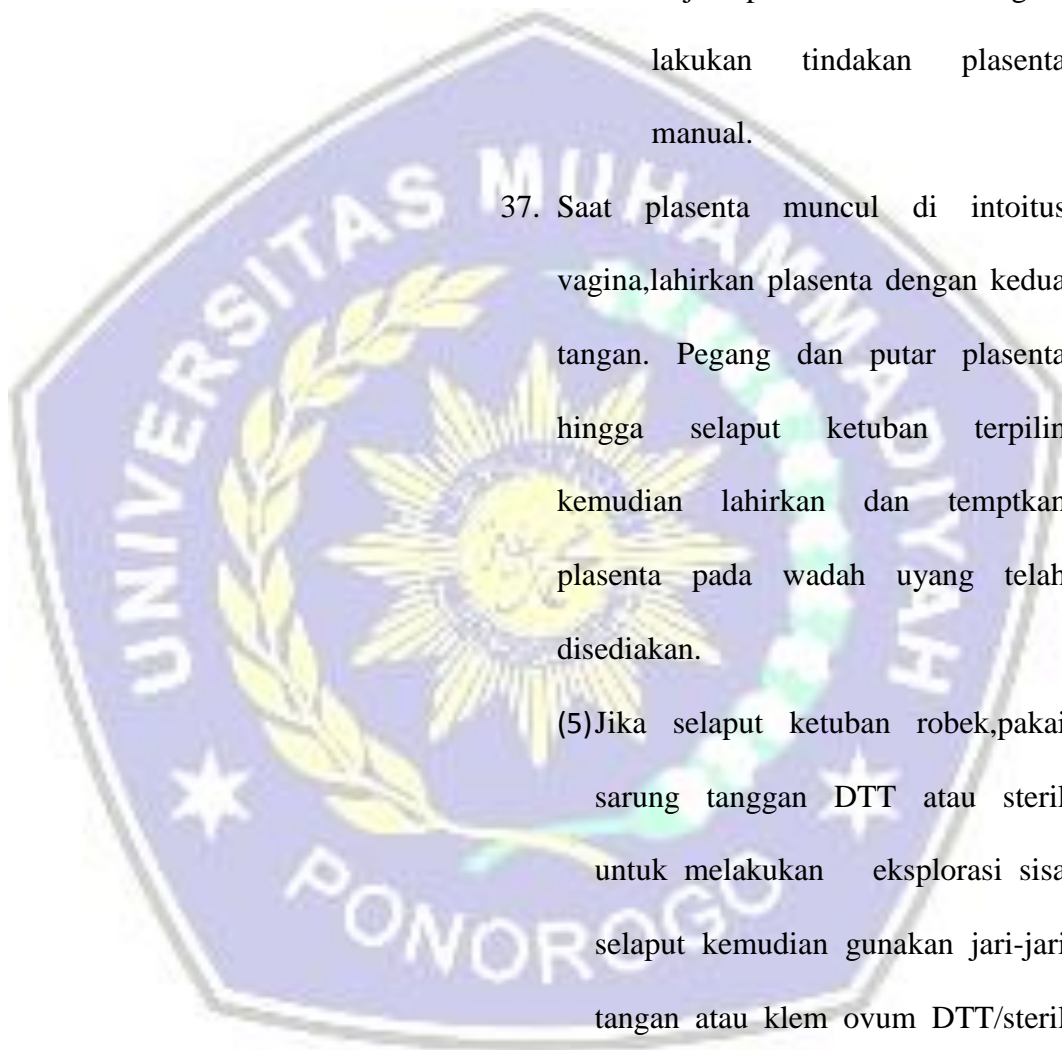 lakukan tindakan plasenta
manual.
37. Saat plasenta muncul di intoitus
vagina,lahirkan plasenta dengan kedua
tangan. Pegang dan putar plasenta
hingga selaput ketuban terpilin
kemudian lahirkan dan temptkan
plasenta pada wadah uyang telah
disediakan.
(5)Jika selaput ketuban robek,pakai
sarung tanggan DTT atau steril
untuk melakukan eksplorasi sisa
selaput kemudian gunakan jari-jari
tangan atau klem ovum DTT/steril
UNIVERSITAS MUHAMMADIYAH
PONOROGO